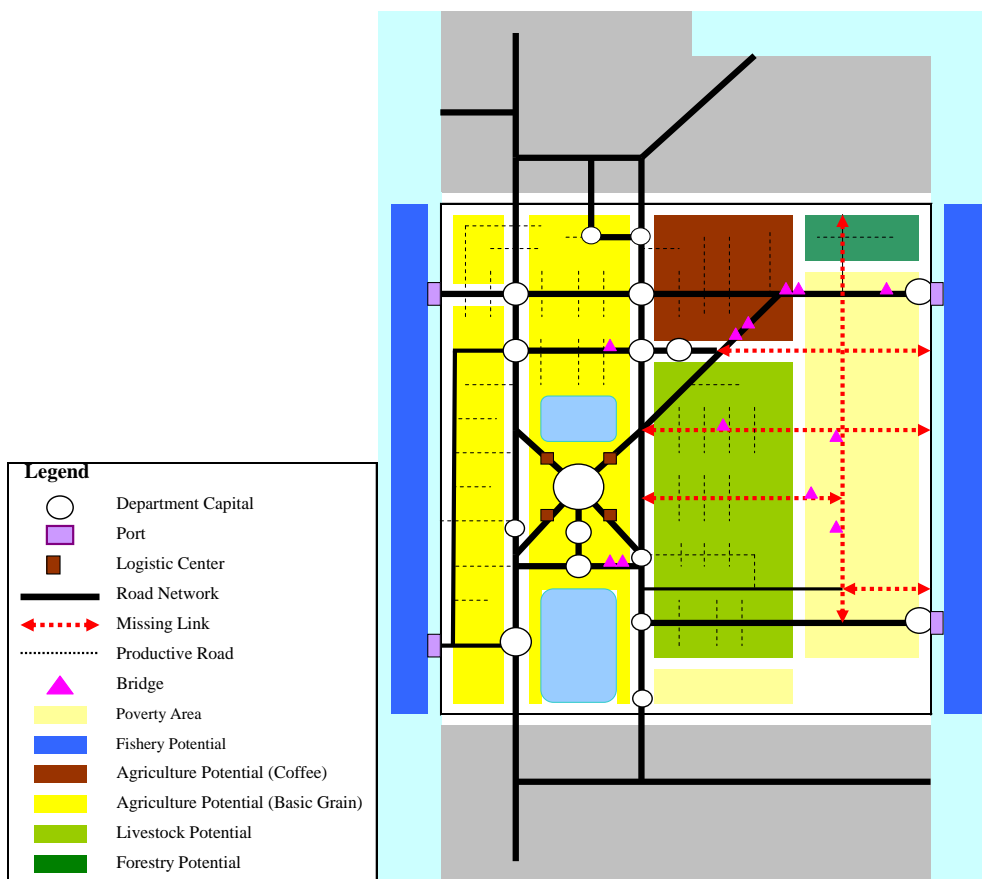 Legend
Department Capital
Port
Logistic Center
Road Network
Missing Link
Productive Road
Bridge
Poverty Area
Fishery Potential
Agriculture Potential (Coffee)
Agriculture Potential (Basic Grain)
Livestock Potential
Forestry Potential